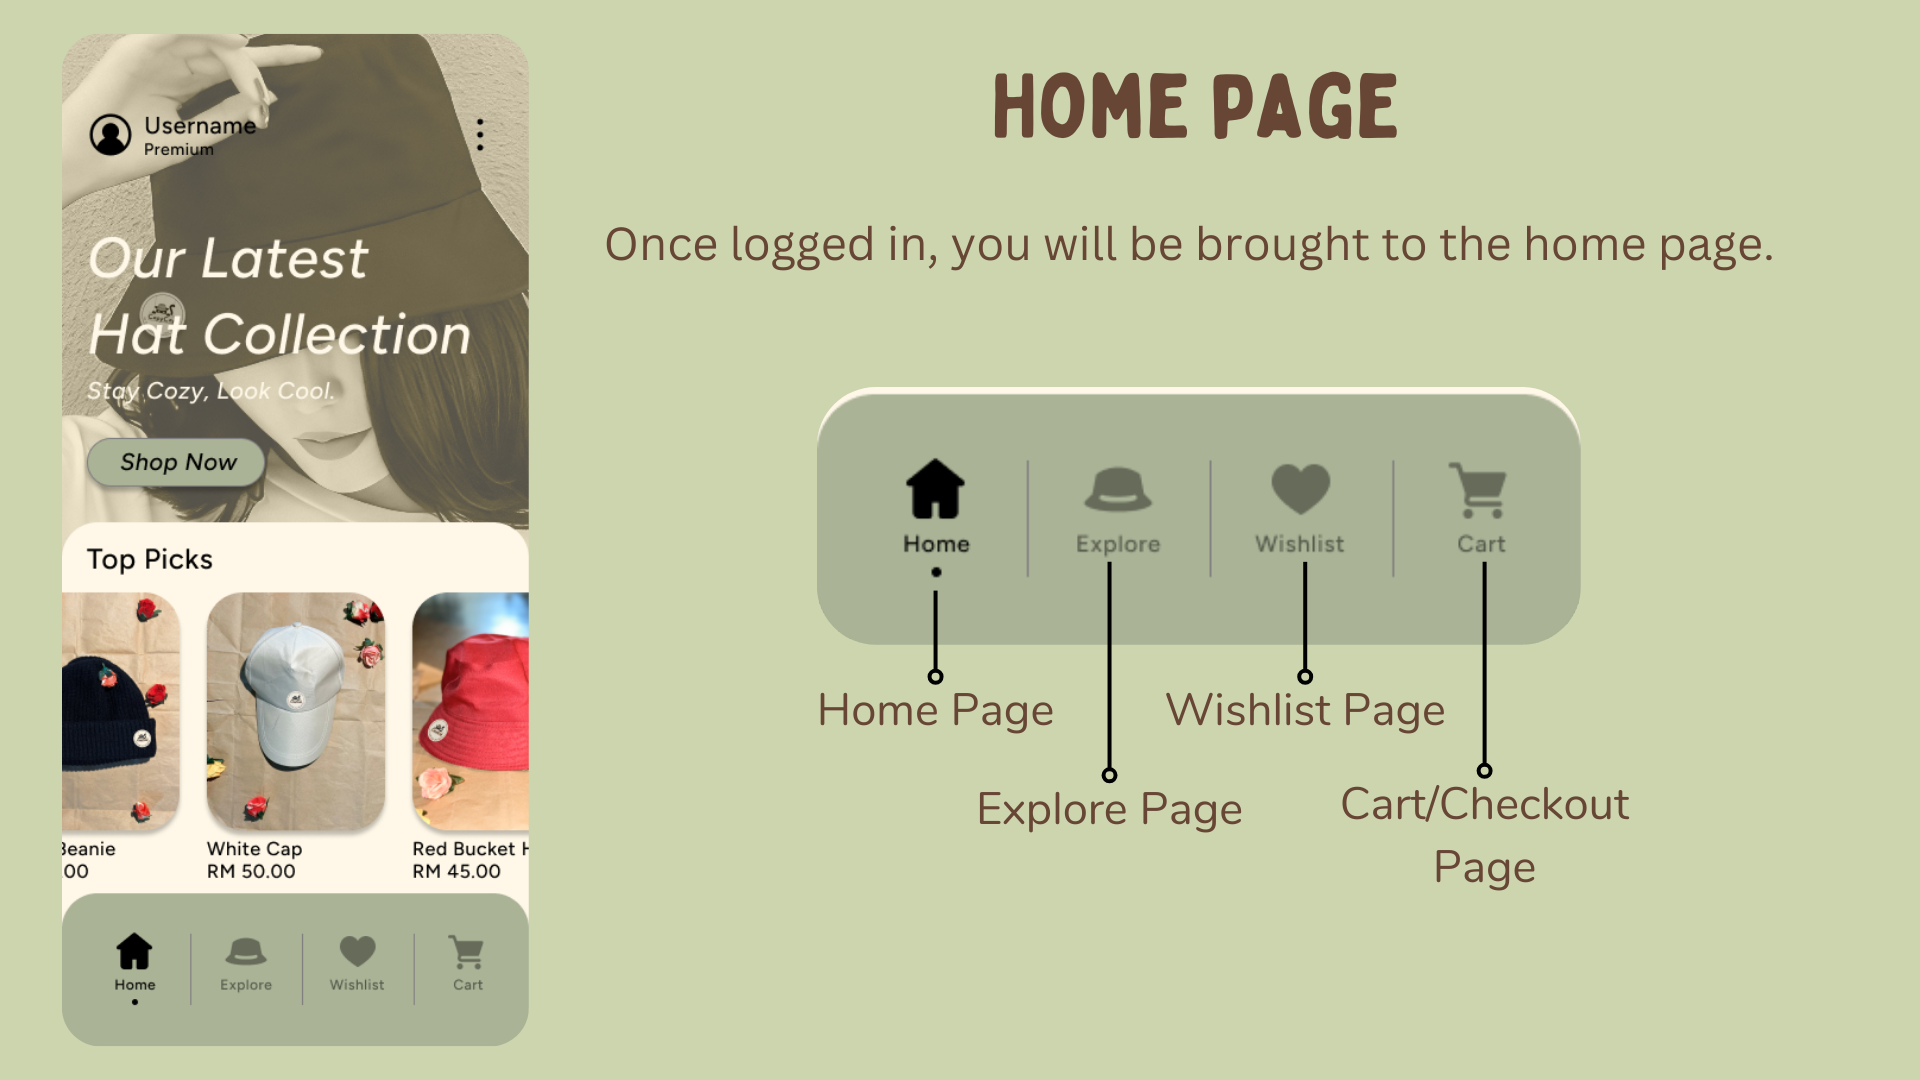 Username
Premium
Our Latest
Hat Collection
Stay Cozy, Look Cool.
Shop Now
Top Picks
Beanie
.00
White Cap
RM 50.00
Red Bucket H
RM 45.00
Home
Explore
Wishlist
Cart
HOME PAGE
Once logged in, you will be brought to the home page.
Home
Explore
Wishlist
Cart
Home Page
Wishlist Page
Explore Page
Cart/Checkout
Page